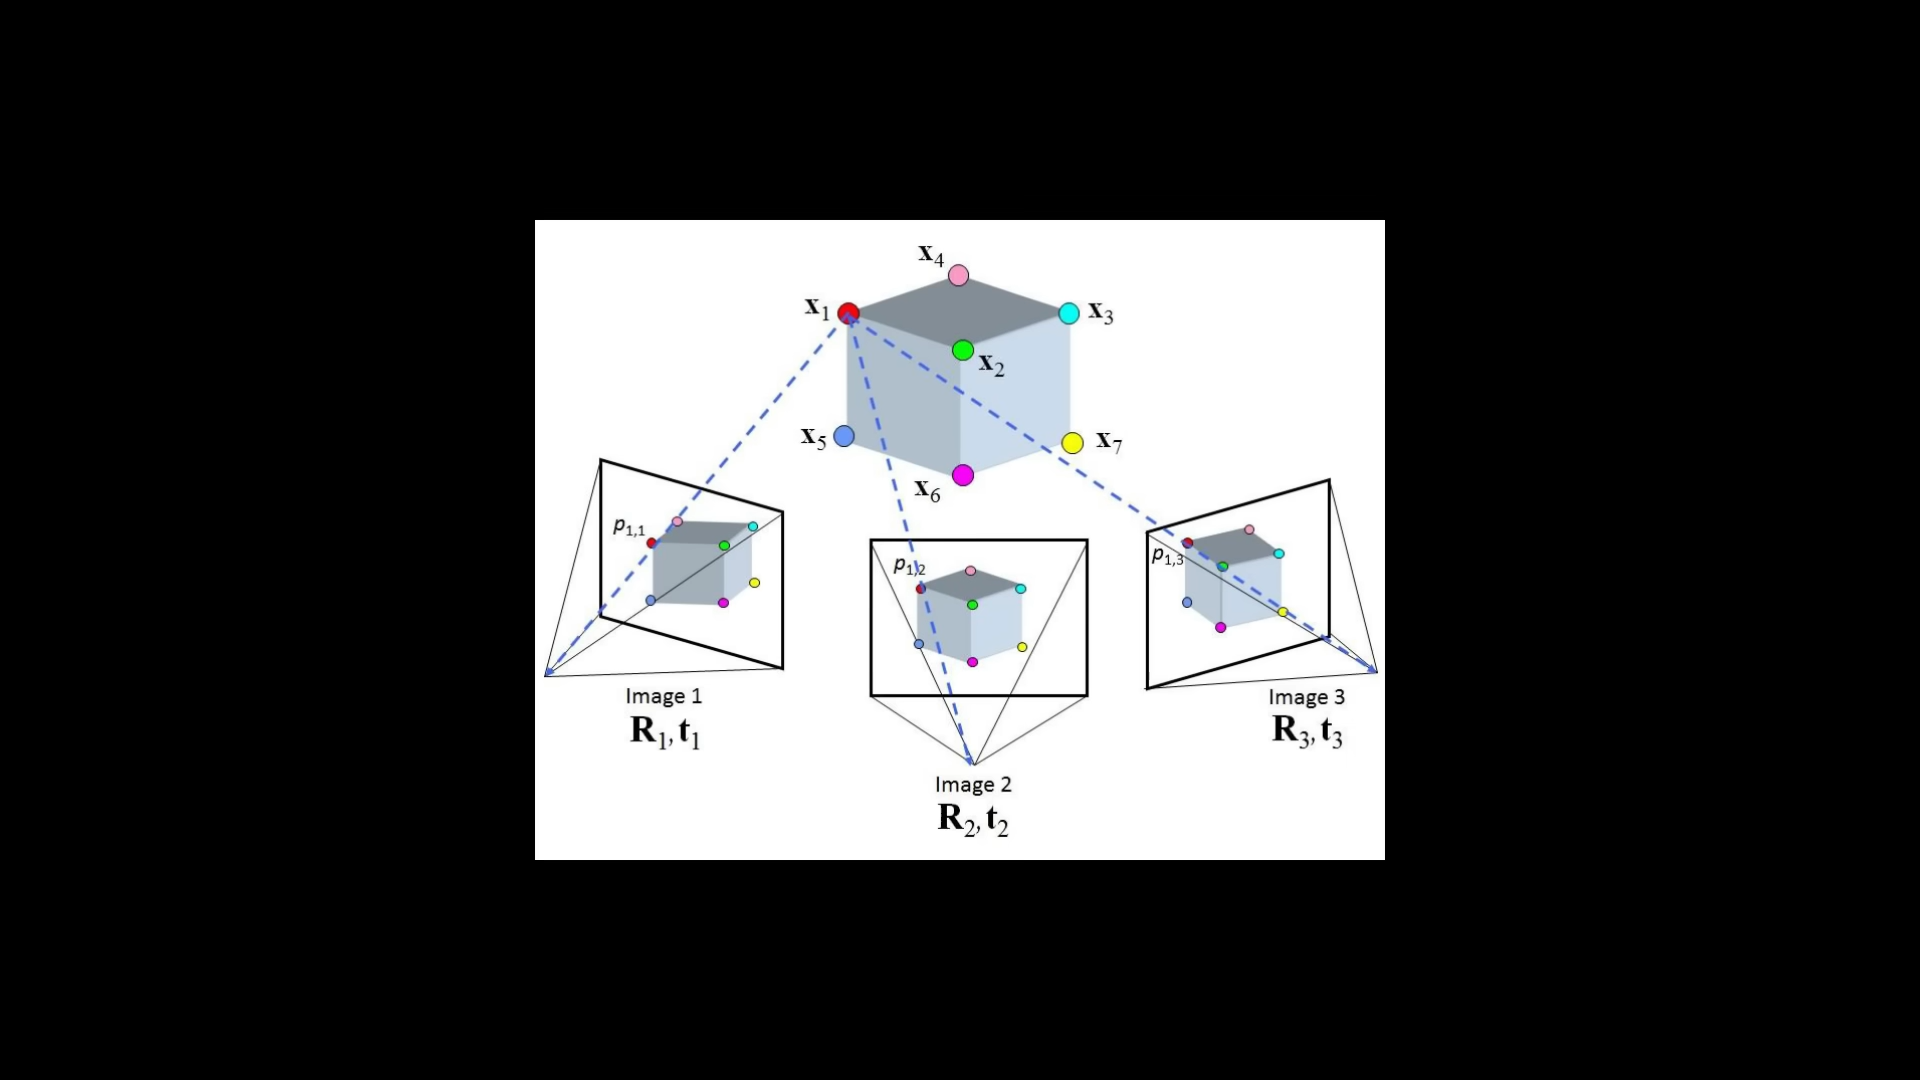 x4
x1
x3
x2
x5
x7
x6
p1,1
p1,2
p1,3
Image 1
R1,t1
Image 2
R2,t2
Image 3
R3,t3